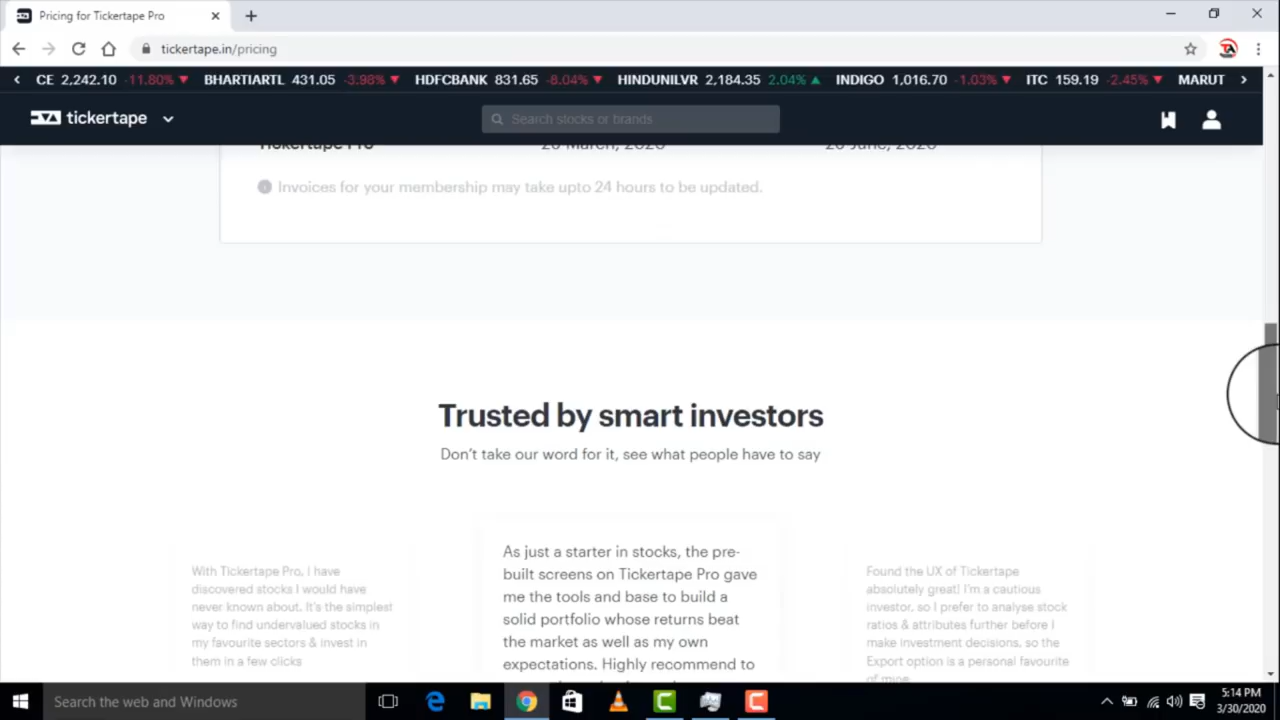 Pricing for Tickertape Pro
tickertape.in/pricing
CE 2,242.10 -11.80% BHARTIARTL 431.05 -3.98% HDFCBANK 831.65 -8.04% HINDUNILVR 2,184.35 2.04% INDIGO 1,016.70 -1.03% ITC 159.19 -2.45% MARUT
tickertape
Search stocks or brands
Tickertape Pro
Invoices for your membership may take upto 24 hours to be updated.
Trusted by smart investors
Don't take our word for it, see what people have to say
With Tickertape Pro, I have
discovered stocks I would have
never known about. It's the simplest
way to find undervalued stocks in
my favourite sectors & invest in
them in a few clicks
As just a starter in stocks, the pre-
built screens on Tickertape Pro gave
me the tools and base to build a
solid portfolio whose returns beat
the market as well as my own
expectations. Highly recommend to
Found the UX of Tickertape
absolutely great! I'm a cautious
investor, so I prefer to analyse stock
ratios & attributes further before I
make investment decisions, so the
Export option is a personal favourite
of mine
Search the web and Windows
5:14 PM
3/30/2020